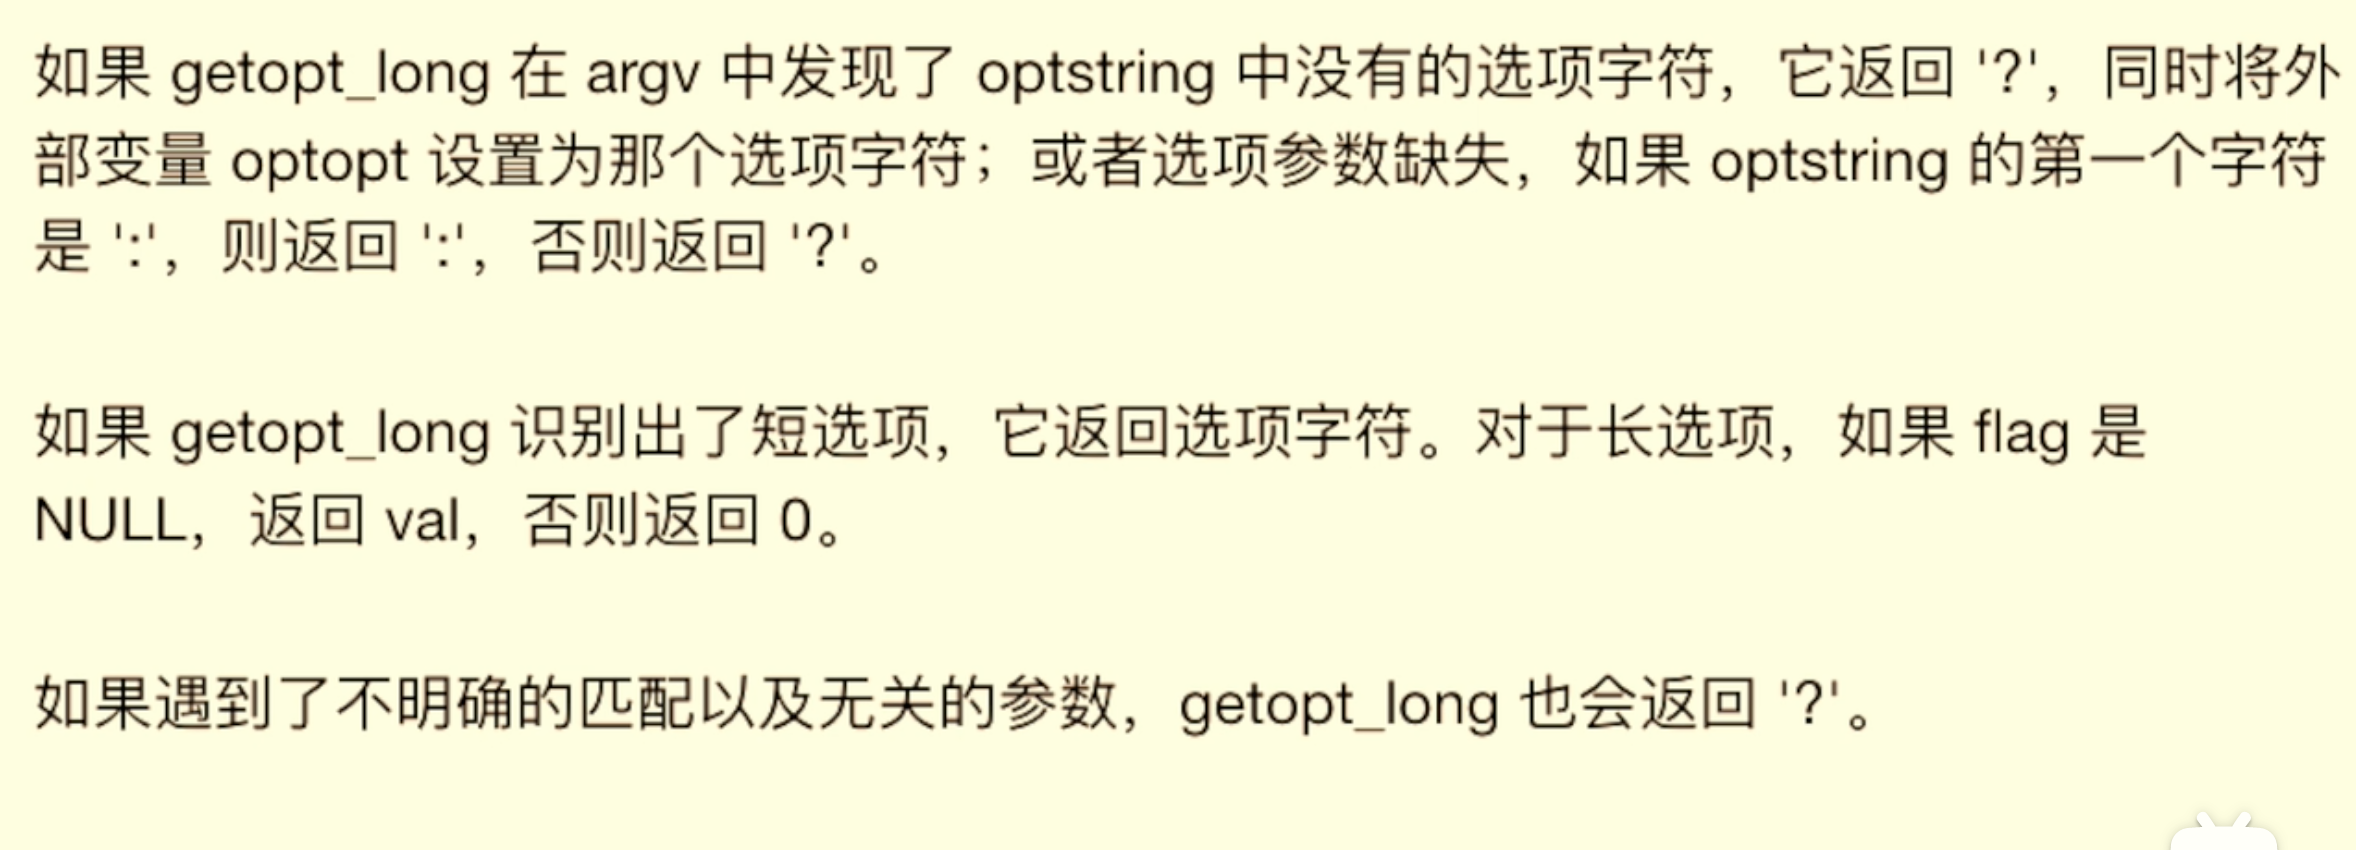 如果 getopt_long 在 argv 中发现了 optstring 中没有的选项字符，它返回 '?'，同时将外
部变量 optopt 设置为那个选项字符；或者选项参数缺失，如果 optstring 的第一个字符
是 ':'，则返回 ':'，否则返回 '?'。
如果 getopt_long 识别出了短选项，它返回选项字符。对于长选项，如果 flag 是
NULL，返回 val，否则返回 0。
如果遇到了不明确的匹配以及无关的参数，getopt_long 也会返回 '?'。